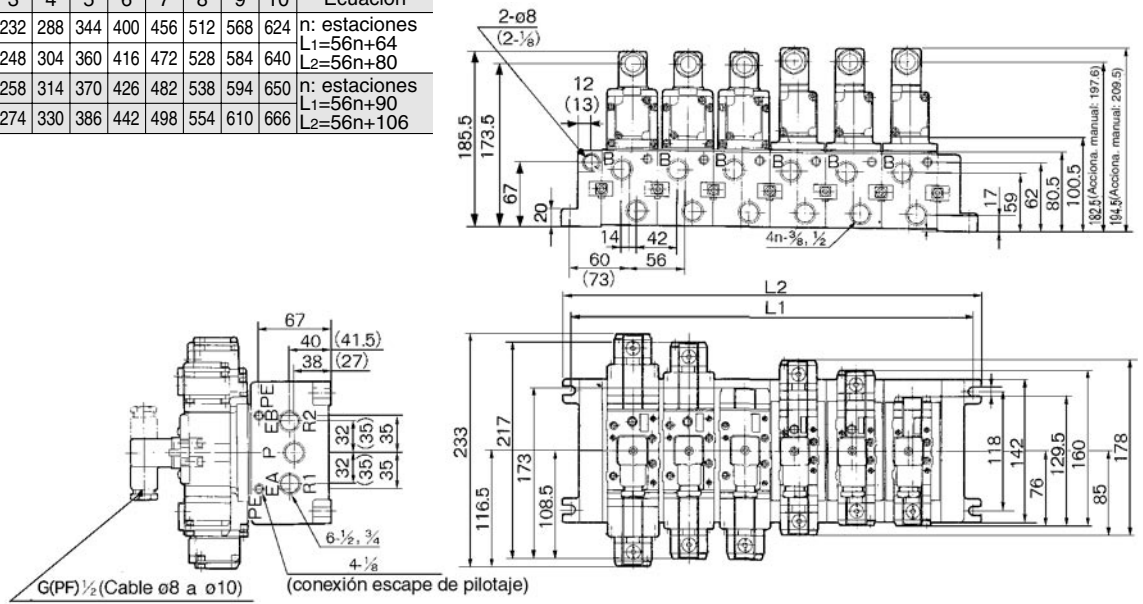 3 4 5 6 7 8 9 10 Ecuación
232 288 344 400 456 512 568 624 n: estaciones
L1=56n+64
248 304 360 416 472 528 584 640 L2=56n+80
258 314 370 426 482 538 594 650 n: estaciones
L1=56n+90
274 330 386 442 498 554 610 666 L2=56n+106
2-ø8
(2-⅛)
12
(13)
185.5
173.5
67
20
B B B B B B
14 42
60 56
(73)
4n-⅜, ½
17
59
62
80.5
100.5
182.5(Acciona. manual: 197.6)
194.5(Acciona. manual: 209.5)
L2
L1
233
217
173
116.5
108.5
118
142
129.5
160
178
76
85
67
40 (41.5)
38 (27)
PE
EB
R2
P
EA
R1
PE
32
(35)
35
32
(35)
35
6-½, ¾
4-⅛
(conexión escape de pilotaje)
G(PF)½(Cable ø8 a ø10)